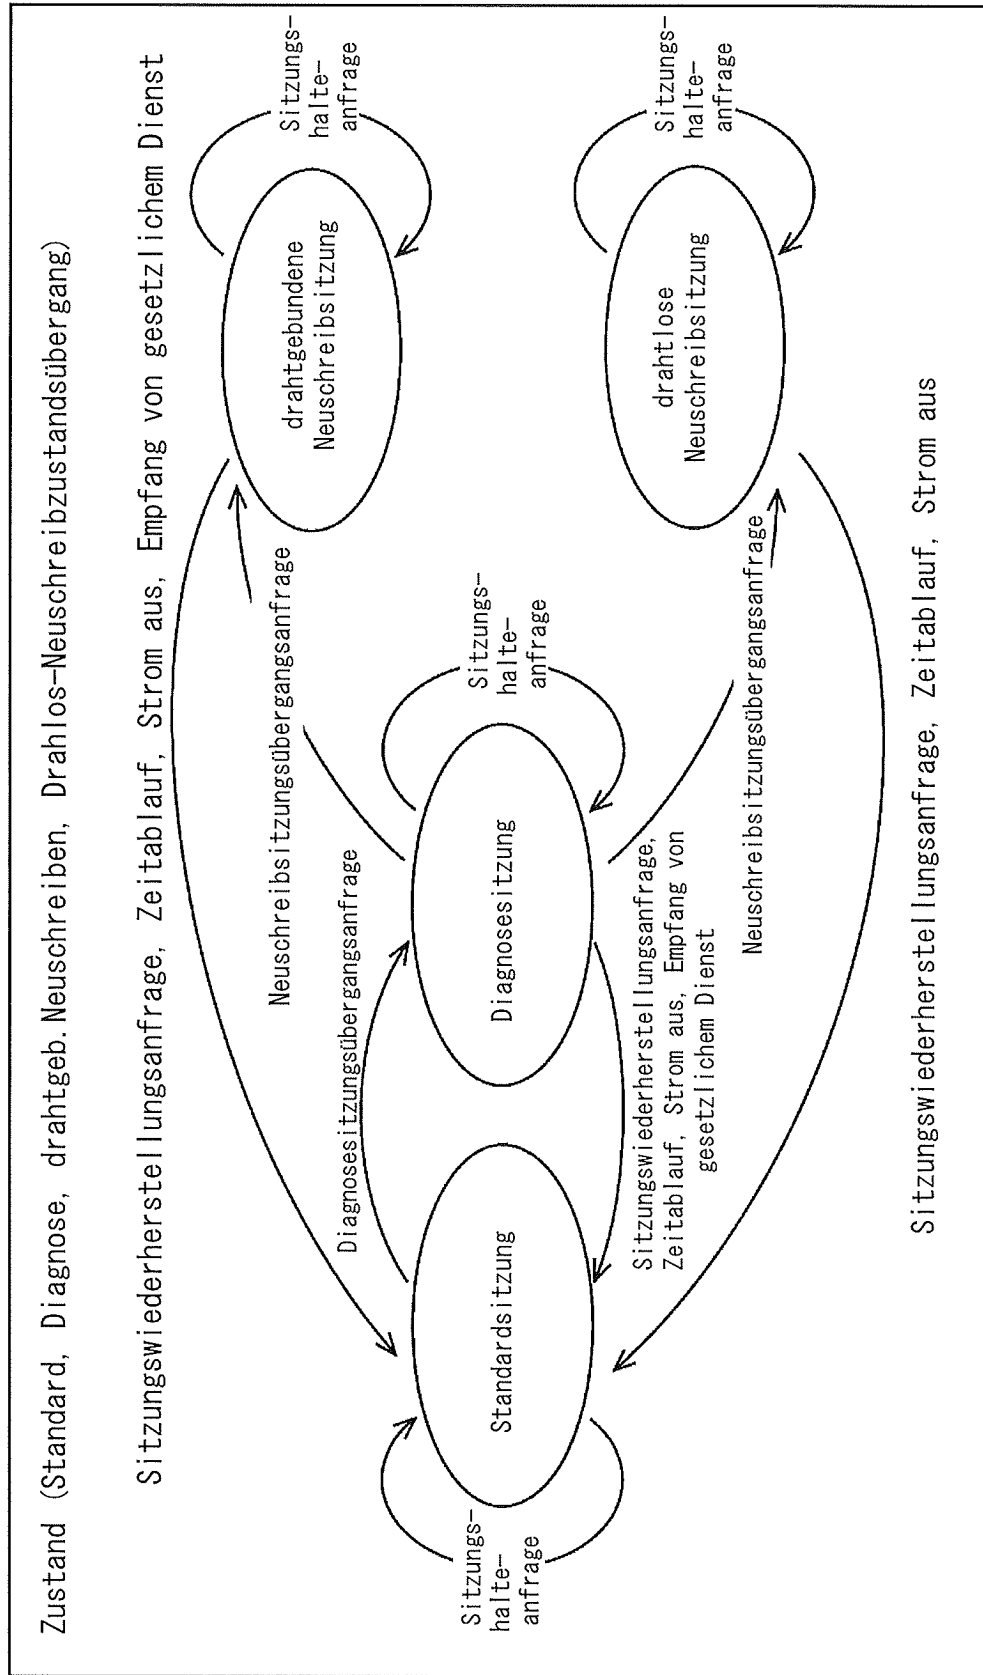 Zustand (Standard, Diagnose, drahtgeb.Neuschreiben, Drahlos-Neuschreibzustandsübergang)
Sitzungswiederherstellungsanfrage, Zeitablauf, Strom aus, Empfang von gesetzlichem Dienst
Neuschreibsitzungsübergangsanfrage
Diagnosesitzungsübergangsanfrage
Sitzungs-
halte-
anfrage
drahtgebundene
Neuschreibsitzung
Sitzungs-
halte-
anfrage
Standardsitzung
Diagnosesitzung
Sitzungs-
halte-
anfrage
Sitzungswiederherstellungsanfrage,
Zeitablauf, Strom aus, Empfang von
gesetzlichem Dienst
Neuschreibsitzungsübergangsanfrage
drahtlose
Neuschreibsitzung
Sitzungs-
halte-
anfrage
Sitzungswiederherstellungsanfrage, Zeitablauf, Strom aus